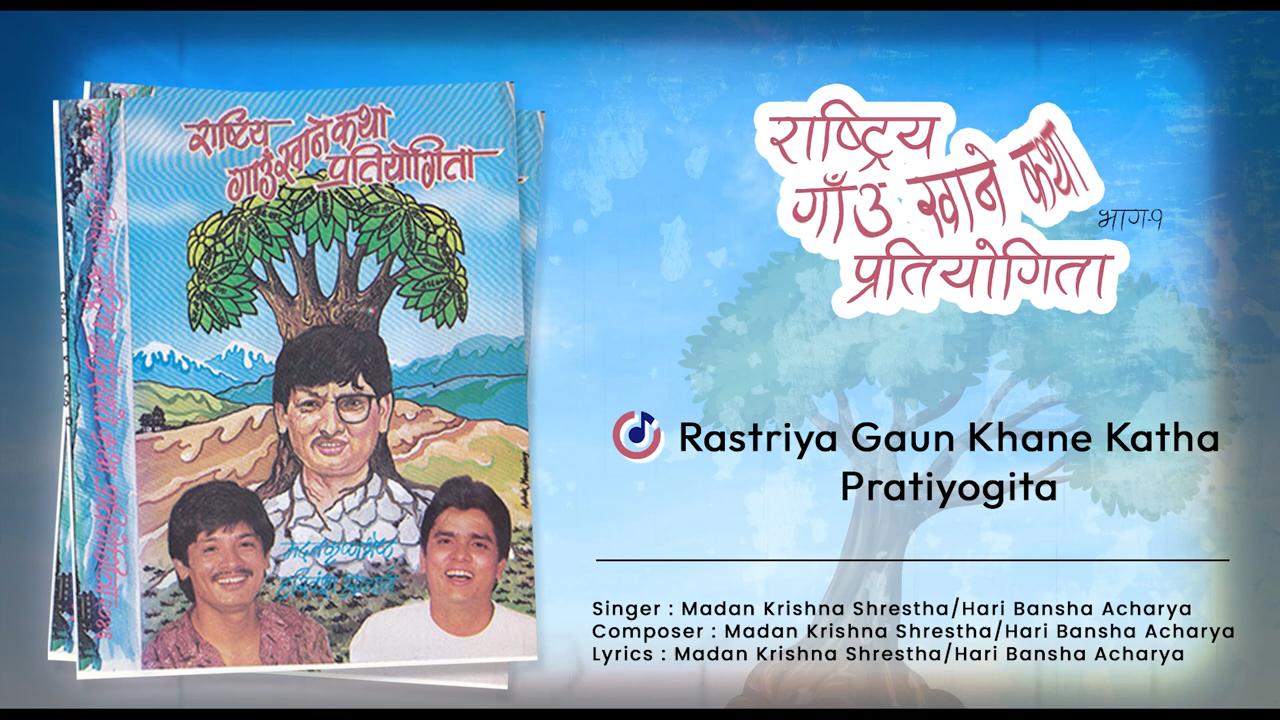 राष्ट्रिय
गाउँ खाने कथा
प्रतियोगिता
राष्ट्रिय
गाँउ खाने कथा
भाग-१
प्रतियोगिता
Rastriya Gaun Khane Katha
Pratiyogita
Singer : Madan Krishna Shrestha/Hari Bansha Acharya
Composer : Madan Krishna Shrestha/Hari Bansha Acharya
Lyrics : Madan Krishna Shrestha/Hari Bansha Acharya